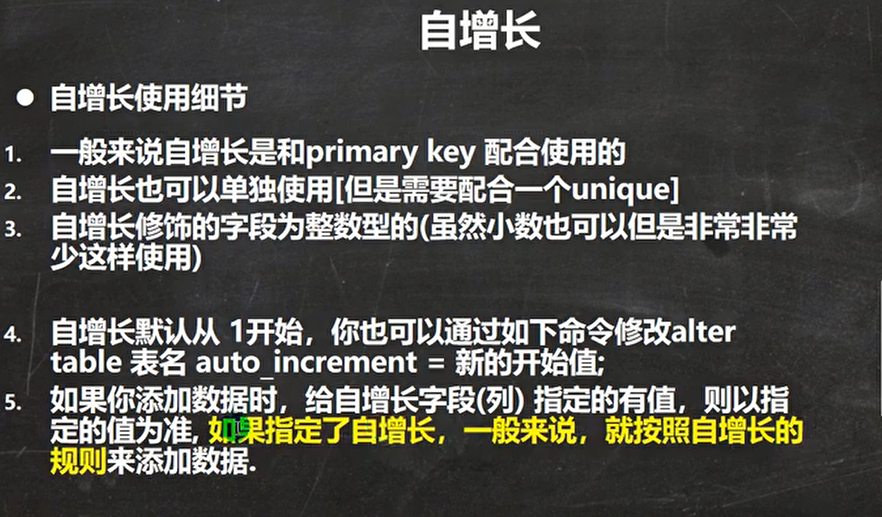 自增长
● 自增长使用细节
1. 一般来说自增长是和primary key 配合使用的
2. 自增长也可以单独使用[但是需要配合一个unique]
3. 自增长修饰的字段为整数型的(虽然小数也可以但是非常非常
少这样使用)
4. 自增长默认从 1开始，你也可以通过如下命令修改alter
table 表名 auto_increment = 新的开始值;
5. 如果你添加数据时，给自增长字段(列) 指定的有值，则以指
定的值为准, 如果指定了自增长，一般来说，就按照自增长的
规则来添加数据.